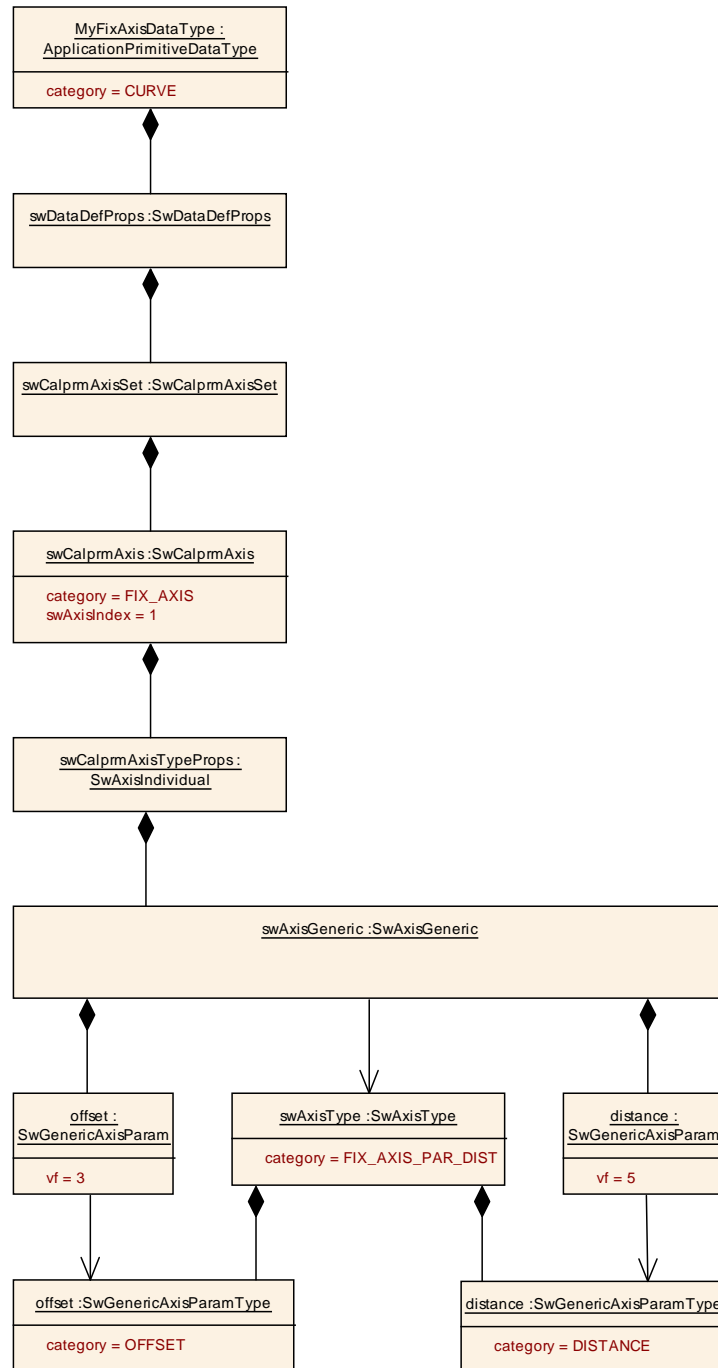 MyFixAxisDataType :
ApplicationPrimitiveDataType
category = CURVE
swDataDefProps :SwDataDefProps
swCalprmAxisSet :SwCalprmAxisSet
swCalprmAxis :SwCalprmAxis
category = FIX_AXIS
swAxisIndex = 1
swCalprmAxisTypeProps :
SwAxisIndividual
swAxisGeneric :SwAxisGeneric
offset :
SwGenericAxisParam
vf = 3
swAxisType :SwAxisType
category = FIX_AXIS_PAR_DIST
distance :
SwGenericAxisParam
vf = 5
offset :SwGenericAxisParamType
category = OFFSET
distance :SwGenericAxisParamType
category = DISTANCE